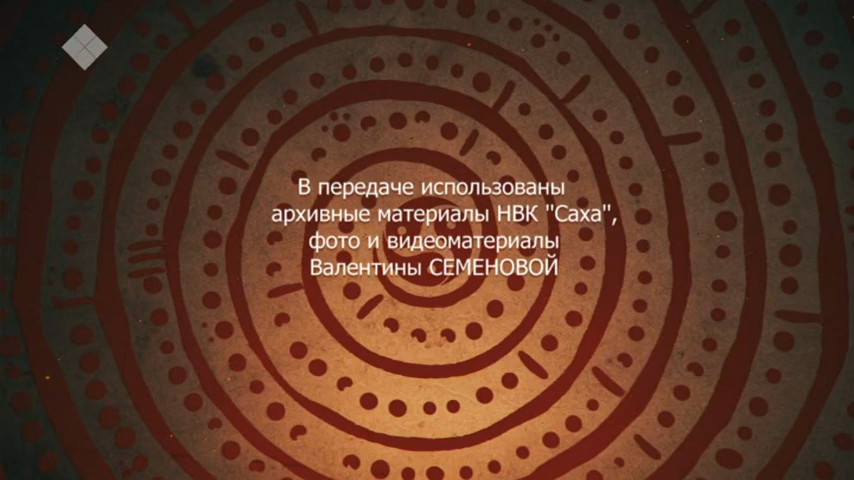 В передаче использованы
архивные материалы НВК "Саха",
фото и видеоматериалы
Валентины СЕМЕНОВОЙ